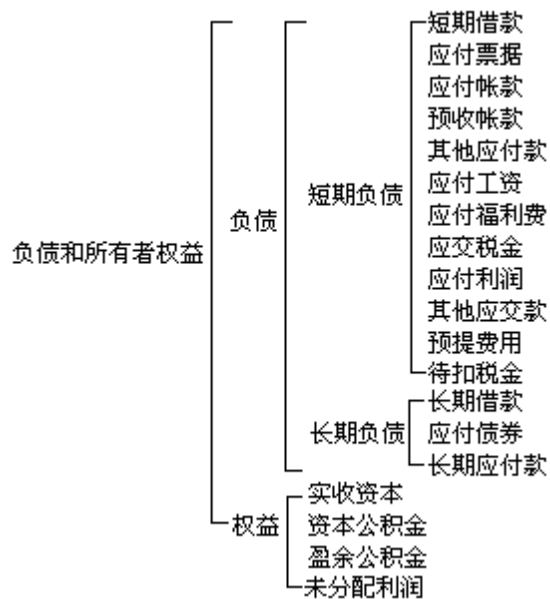 短期借款
应付票据
应付帐款
预收帐款
其他应付款
应付工资
短期负债
应付福利费
负债
应交税金
负债和所有者权益
应付利润
其他应交款
预提费用
待扣税金
长期借款
长期负债
应付债券
长期应付款
实收资本
权益
资本公积金
盈余公积金
未分配利润